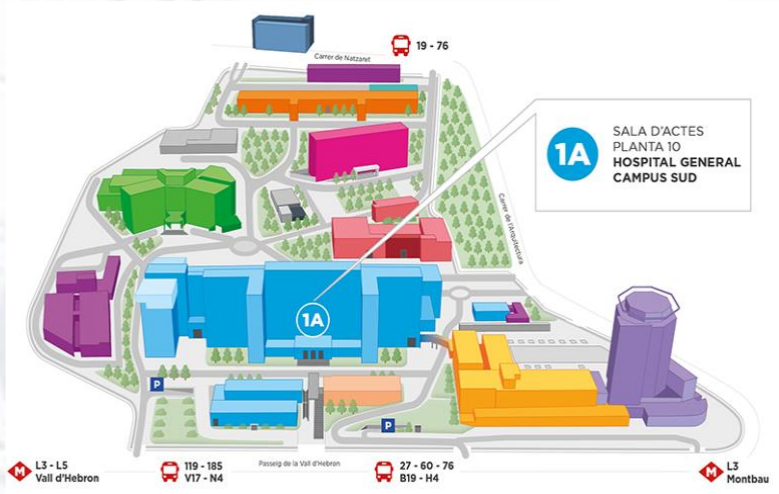 19 - 76
Carrer de Natzaret
1A
SALA D'ACTES
PLANTA 10
HOSPITAL GENERAL
CAMPUS SUD
Carrer de l'Arquitectura
1A
P
P
M
L3 - L5
Vall d'Hebron
119 - 185
V17 - N4
Passeig de la Vall d'Hebron
27 - 60 - 76
B19 - H4
M
L3
Montbau